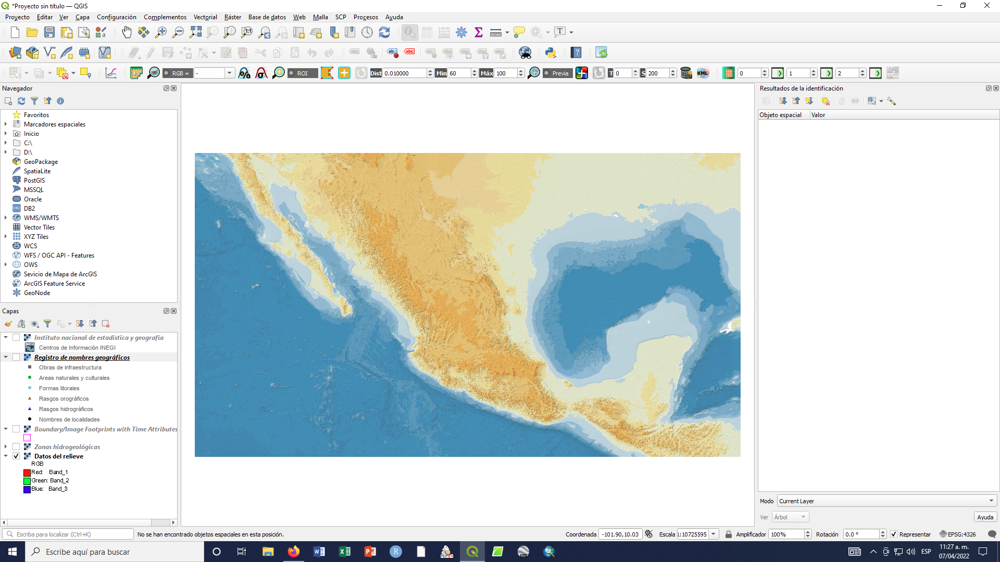 *Proyecto sin título — QGIS
Proyecto Editar Ver Capa Configuración Complementos Vectorial Ráster Base de datos Web Malla SCP Procesos Ayuda
RGB = - ROI Dist 0.010000 Min 60 Máx 100 Previa T 0 S 200 KML 0 1 2
Navegador
Favoritos
Marcadores espaciales
Inicio
C:\
D:\
GeoPackage
SpatiaLite
PostGIS
MSSQL
Oracle
DB2
WMS/WMTS
Vector Tiles
XYZ Tiles
WCS
WFS / OGC API - Features
OWS
Sevicio de Mapa de ArcGIS
ArcGIS Feature Service
GeoNode
Capas
Instituto nacional de estadística y geografía
INEGI
Centros de Información INEGI
Registro de nombres geográficos
Obras de infraestructura
Areas naturales y culturales
Formas litorales
Rasgos orográficos
Rasgos hidrográficos
Nombres de localidades
Boundary/Image Footprints with Time Attributes
Zonas hidrogeológicas
Datos del relieve
RGB
Red: Band_1
Green: Band_2
Blue: Band_3
Resultados de la identificación
Objeto espacial Valor
Modo Current Layer
Ver Árbol Ayuda
Escriba para localizar (Ctrl+K) No se han encontrado objetos espaciales en esta posición. Coordenada -101.90,10.03 Escala 1:10725595 Amplificador 100% Rotación 0.0 ° Representar EPSG:4326
Escribe aquí para buscar
ESP
11:27 a. m.
07/04/2022